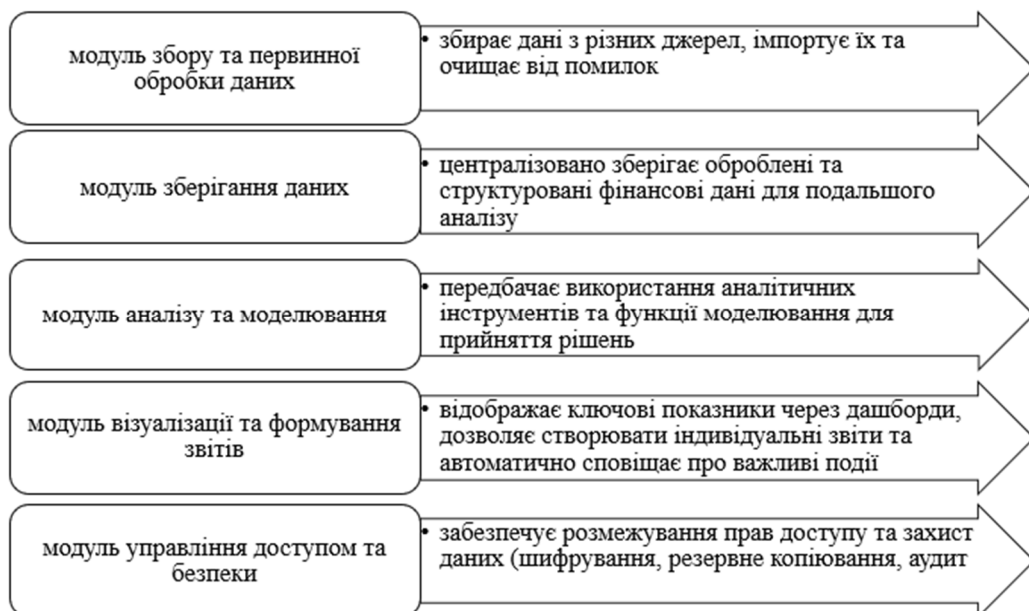 модуль збору та первинної
обробки даних
• збирає дані з різних джерел, імпортує їх та
очищає від помилок
модуль зберігання даних
• централізовано зберігає оброблені та
структуровані фінансові дані для подальшого
аналізу
модуль аналізу та моделювання
• передбачає використання аналітичних
інструментів та функції моделювання для
прийняття рішень
модуль візуалізації та формування
звітів
• відображає ключові показники через дашборди,
дозволяє створювати індивідуальні звіти та
автоматично сповіщає про важливі події
модуль управління доступом та
безпеки
• забезпечує розмежування прав доступу та захист
даних (шифрування, резервне копіювання, аудит